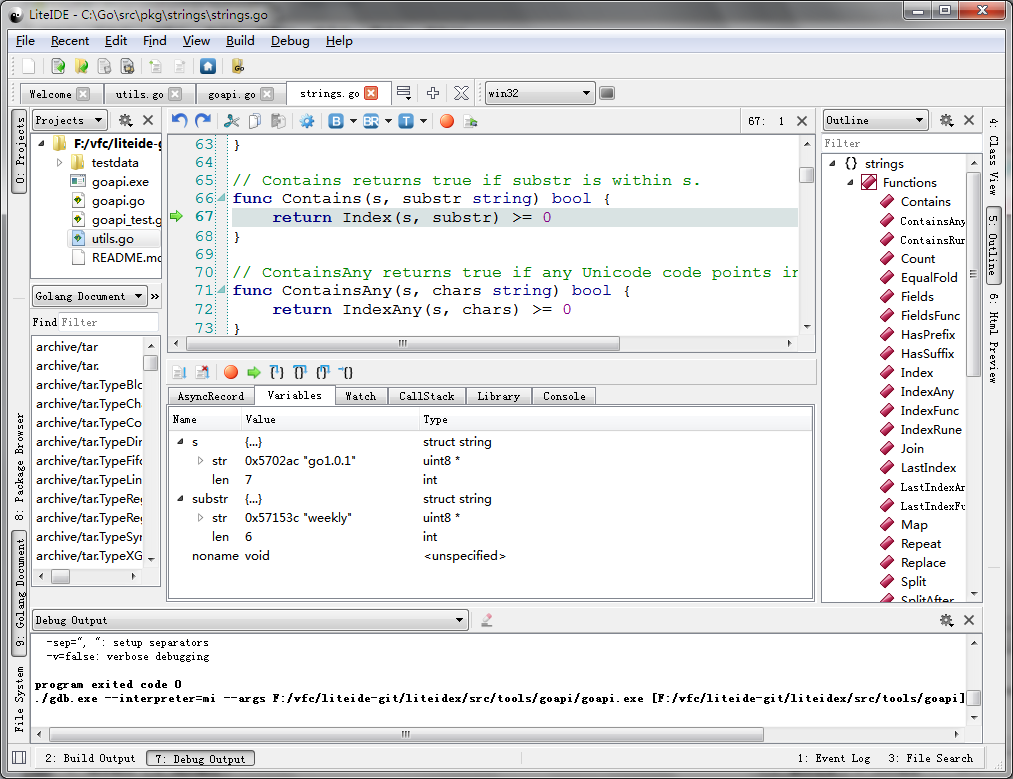 LiteIDE - C:\Go\src\pkg\strings\strings.go
File Recent Edit Find View Build Debug Help
Go
Welcome utils.go goapi.go strings.go win32
0: Projects
8: Package Browser
9: Golang Document
File System
Projects
F:/vfc/liteide-g
testdata
goapi.exe
goapi.go
goapi_test.g
utils.go
README.md
Golang Document »
Find Filter
archive/tar
archive/tar.
archive/tar.TypeBlo
archive/tar.TypeCha
archive/tar.TypeCo
archive/tar.TypeDir
archive/tar.TypeFifo
archive/tar.TypeLin
archive/tar.TypeReg
archive/tar.TypeReg
archive/tar.TypeSyn
archive/tar.TypeXG
B BR T 67: 1
63 }
64
65 // Contains returns true if substr is within s.
66 func Contains(s, substr string) bool {
67 return Index(s, substr) >= 0
68 }
69
70 // ContainsAny returns true if any Unicode code points in
71 func ContainsAny(s, chars string) bool {
72 return IndexAny(s, chars) >= 0
73 }
AsyncRecord Variables Watch CallStack Library Console
Name Value Type
s {...} struct string
str 0x5702ac "go1.0.1" uint8 *
len 7 int
substr {...} struct string
str 0x57153c "weekly" uint8 *
len 6 int
noname void <unspecified>
Outline
Filter
{} strings
Functions
Contains
ContainsAny
ContainsRun
Count
EqualFold
Fields
FieldsFunc
HasPrefix
HasSuffix
Index
IndexAny
IndexFunc
IndexRune
Join
LastIndex
LastIndexAn
LastIndexFu
Map
Repeat
Replace
Split
SplitAfter
4: Class View
5: Outline
6: Html Preview
Debug Output
-sep=", ": setup separators
-v=false: verbose debugging
program exited code 0
./gdb.exe --interpreter=mi --args F:/vfc/liteide-git/liteidex/src/tools/goapi/goapi.exe [F:/vfc/liteide-git/liteidex/src/tools/goapi]
2: Build Output 7: Debug Output 1: Event Log 3: File Search